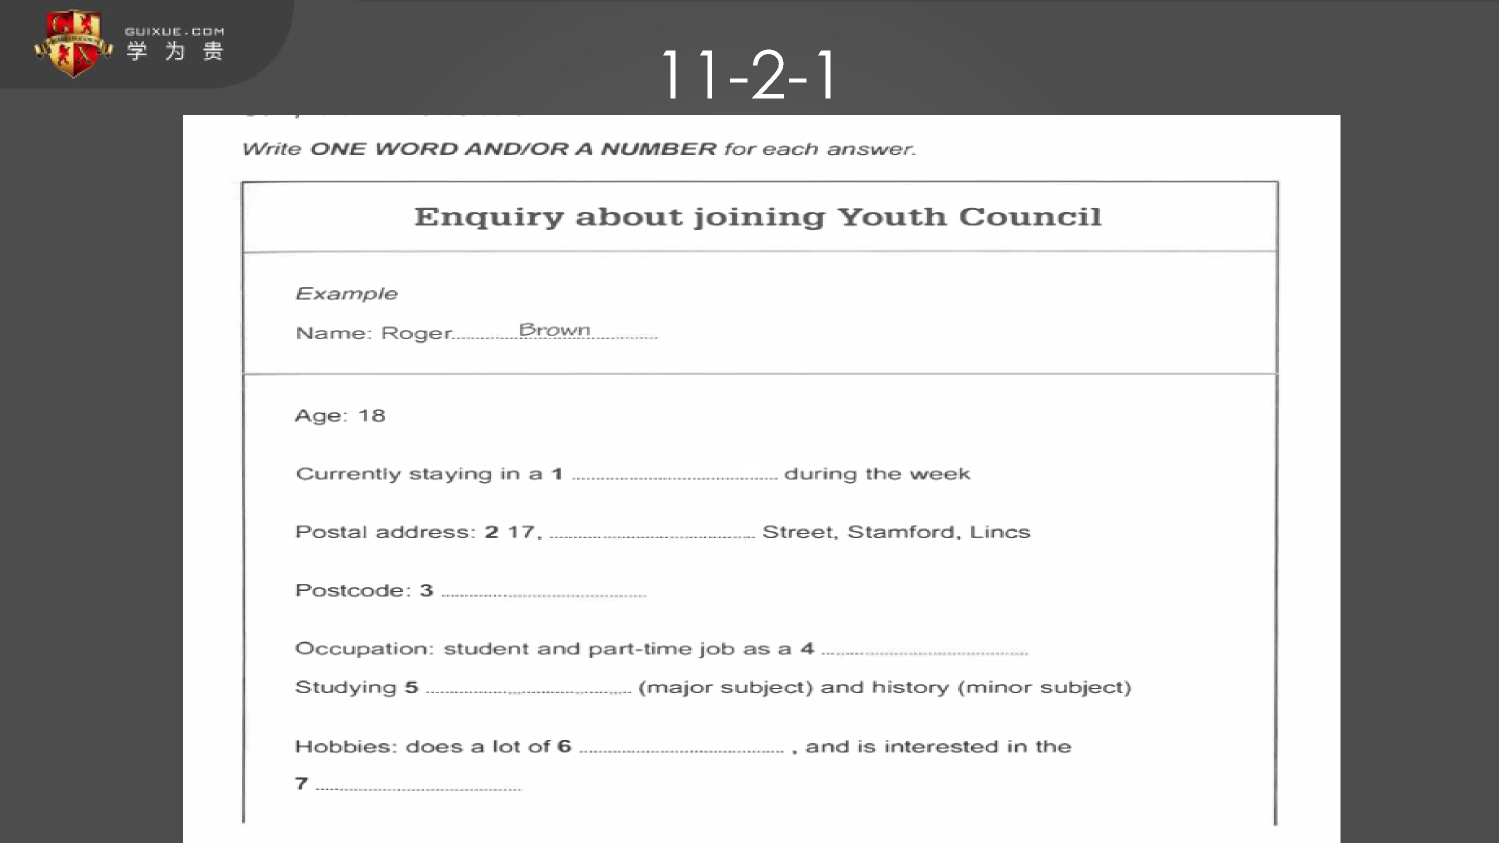 GUIXUE.COM
学为贵
11-2-1
Write ONE WORD AND/OR A NUMBER for each answer.
Enquiry about joining Youth Council
Example
Name: Roger Brown
Age: 18
Currently staying in a 1 during the week
Postal address: 2 17, Street, Stamford, Lincs
Postcode: 3
Occupation: student and part-time job as a 4
Studying 5 (major subject) and history (minor subject)
Hobbies: does a lot of 6 , and is interested in the
7